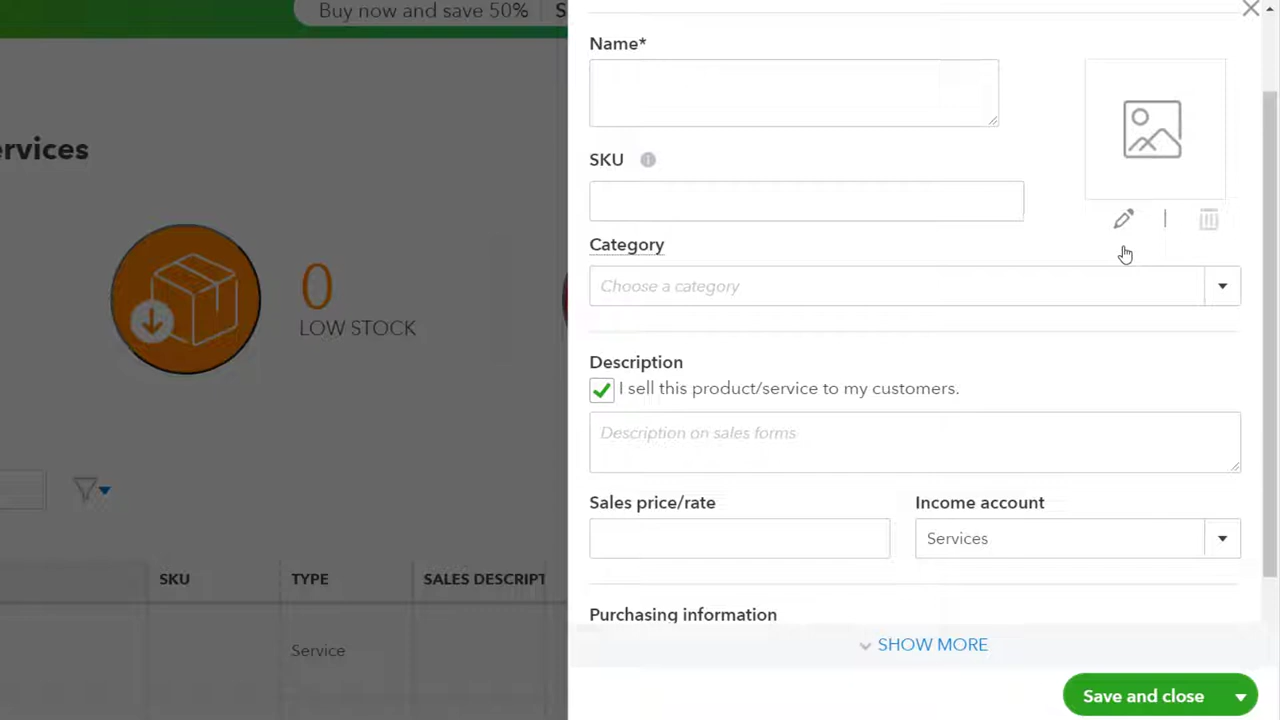 Buy now and save 50%
Name*
ervices
SKU
Category
Choose a category
0
LOW STOCK
Description
I sell this product/service to my customers.
Description on sales forms
Sales price/rate
Income account
Services
SKU
TYPE
SALES DESCRIPT
Purchasing information
Service
SHOW MORE
Save and close